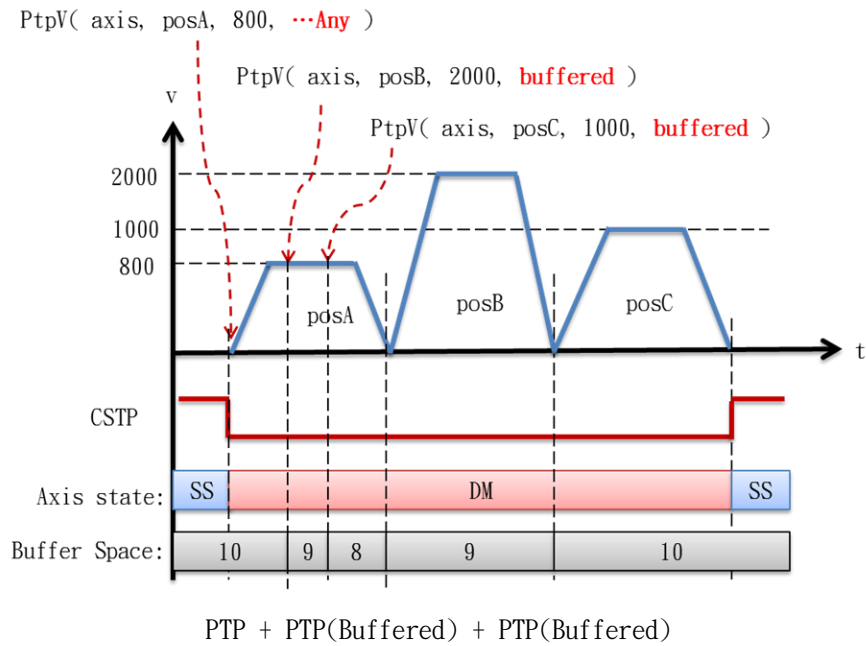 PtpV( axis, posA, 800, ⋯Any )
PtpV( axis, posB, 2000, buffered )
PtpV( axis, posC, 1000, buffered )
v
2000
1000
800
posA
posB
posC
t
CSTP
Axis state:
SS
DM
SS
Buffer Space:
10
9
8
9
10
PTP + PTP(Buffered) + PTP(Buffered)